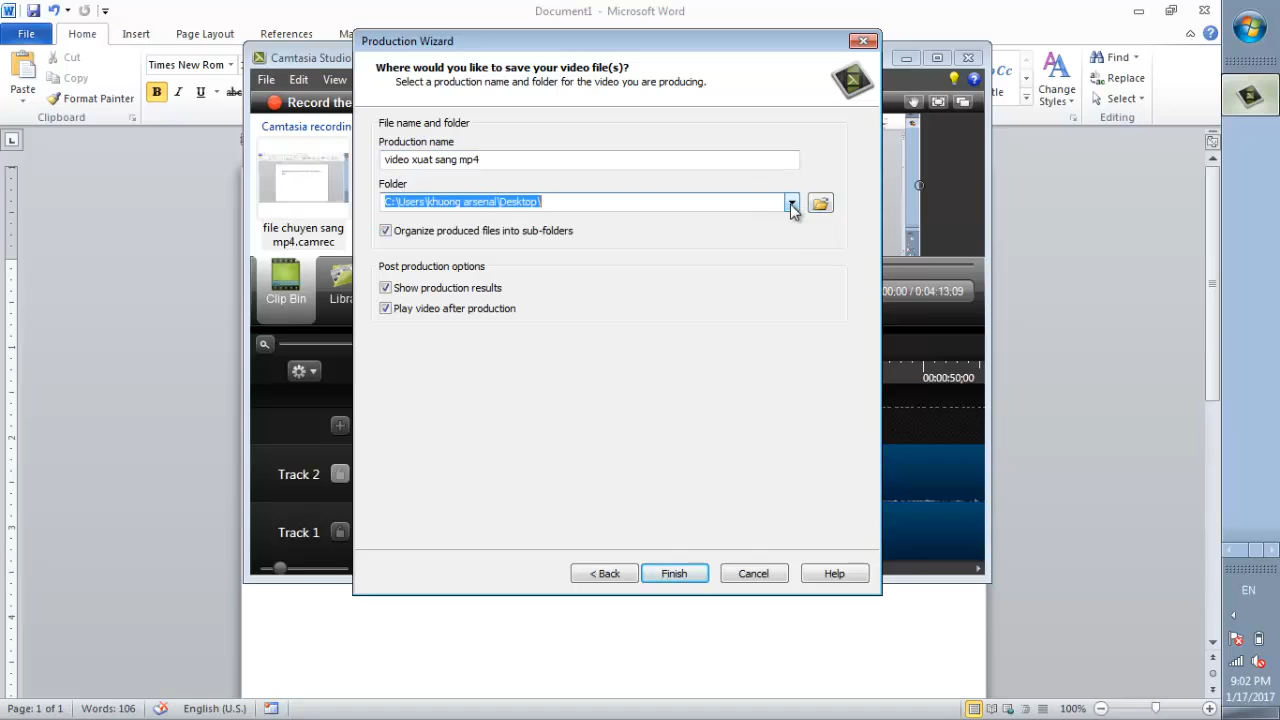 Document1 - Microsoft Word
File
Home
Insert
Page Layout
References
Cut
Copy
Paste
Format Painter
Clipboard
Times New Rom
B I U abc
Find
Replace
Select
Change
Styles
Editing
Camtasia Studio
File Edit View
Record the
Camtasia recording
file chuyen sang
mp4.camrec
Clip Bin
Track 2
Track 1
00;00 / 0:04:13;09
00:00:50;00
Production Wizard
Where would you like to save your video file(s)?
Select a production name and folder for the video you are producing.
File name and folder
Production name
video xuat sang mp4
Folder
C:\Users\khuong arsenal\Desktop\
Organize produced files into sub-folders
Post production options
Show production results
Play video after production
< Back
Finish
Cancel
Help
Page: 1 of 1
Words: 106
English (U.S.)
100%
EN
9:02 PM
1/17/2017